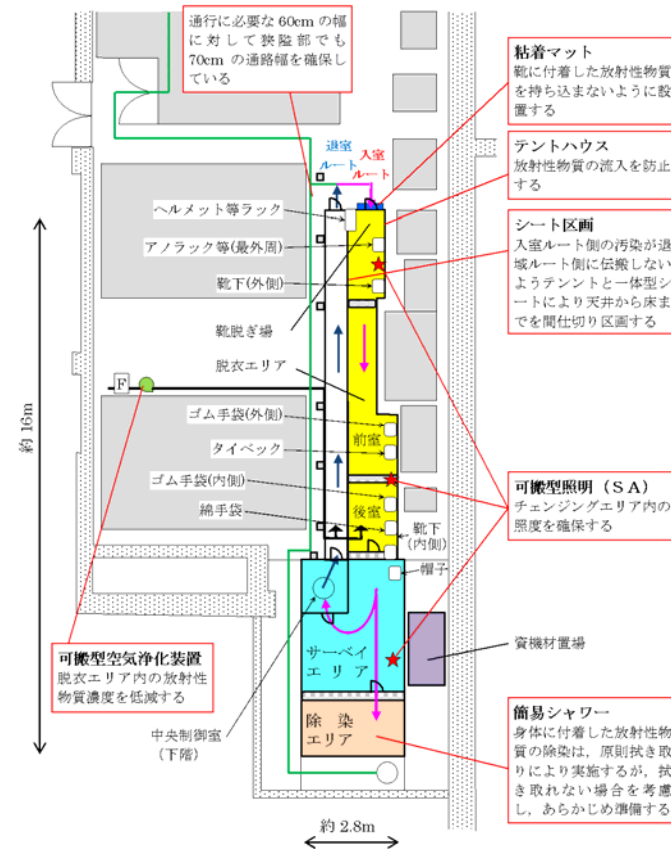 通行に必要な 60cm の幅
に対して狭隘部でも
70cm の通路幅を確保し
ている
粘着マット
靴に付着した放射性物質
を持ち込まないように設
置する
テントハウス
放射性物質の流入を防止
する
退室
ルート
入室
ルート
ヘルメット等ラック
アノラック等(最外周)
靴下(外側)
シート区画
入室ルート側の汚染が退
域ルート側に伝搬しない
ようテンントと一体型シ
ートにより天井から床ま
でを間仕切り区画する
靴脱ぎ場
脱衣エリア
F
約 16m
ゴム手袋(外側)
タイベック
前室
ゴム手袋(内側)
綿手袋
後室
靴下
(内側)
可搬型照明（ＳＡ）
チェンジングエリア内の
照度を確保する
帽子
可搬型空気浄化装置
脱衣エリア内の放射性
物質濃度を低減する
サーベイ
エリア
資機材置場
中央制御室
(下階)
除 染
エリア
簡易シャワー
身体に付着した放射性物
質の除染は，原則拭き取
りにより実施するが，拭
き取れない場合を考慮
し，あらかじめ準備する
約 2.8m